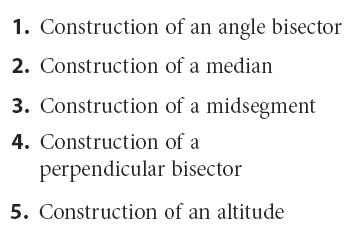 1. Construction of an angle bisector
2. Construction of a median
3. Construction of a midsegment
4. Construction of a
perpendicular bisector
5. Construction of an altitude